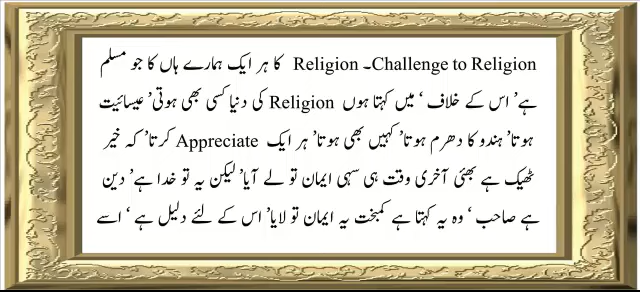 Challenge to Religion۔ Religion کا ہر ایک ہمارے ہاں کا جو مسلم
ہے' اس کے خلاف ' میں کہتا ہوں Religion کی دنیا کسی بھی ہوتی' عیسائیت
ہوتا' ہندو کا دھرم ہوتا' کہیں بھی ہوتا' ہر ایک Appreciate کرتا' کہ خیر
ٹھیک ہے بھئی آخری وقت ہی سہی ایمان تو لے آیا' لیکن یہ تو خدا ہے' دین
ہے صاحب ' وہ یہ کہتا ہے کمبخت یہ ایمان تو لایا' اس کے لئے دلیل ہے ' اسے